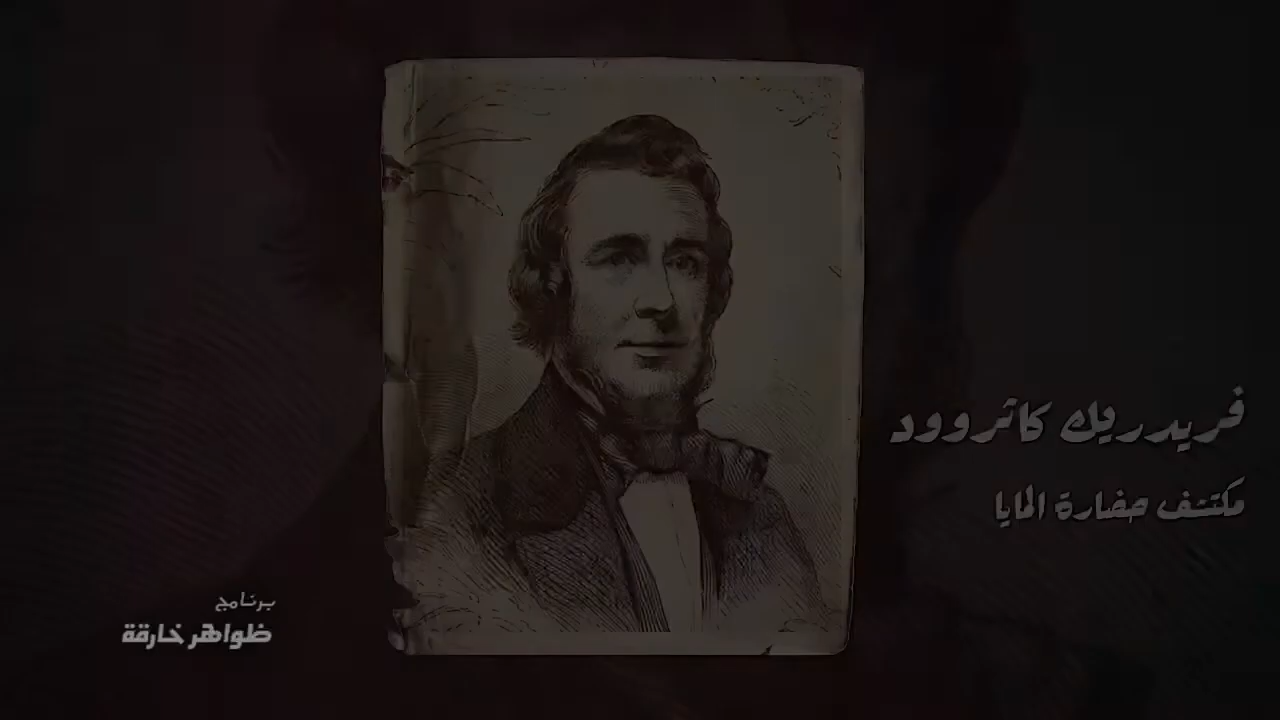 فريدريك كاثروود
مكتشف حضارة المايا
برنامج
ظواهر خارقة